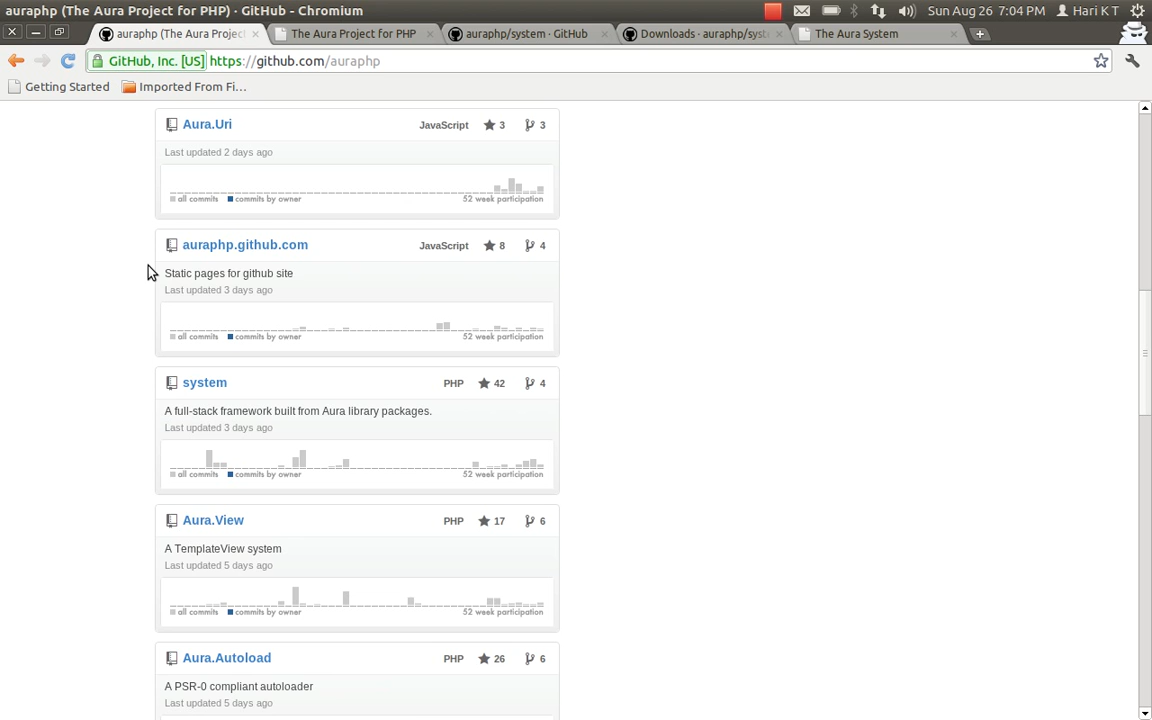 auraphp (The Aura Project for PHP) · GitHub - Chromium
Sun Aug 26 7:04 PM
Hari K T
auraphp (The Aura Project
The Aura Project for PHP
auraphp/system · GitHub
Downloads · auraphp/syst
The Aura System
GitHub, Inc. [US] https://github.com/auraphp
Getting Started
Imported From Fi...
Aura.Uri JavaScript 3 3
Last updated 2 days ago
all commits commits by owner 52 week participation
auraphp.github.com JavaScript 8 4
Static pages for github site
Last updated 3 days ago
all commits commits by owner 52 week participation
system PHP 42 4
A full-stack framework built from Aura library packages.
Last updated 3 days ago
all commits commits by owner 52 week participation
Aura.View PHP 17 6
A TemplateView system
Last updated 5 days ago
all commits commits by owner 52 week participation
Aura.Autoload PHP 26 6
A PSR-0 compliant autoloader
Last updated 5 days ago